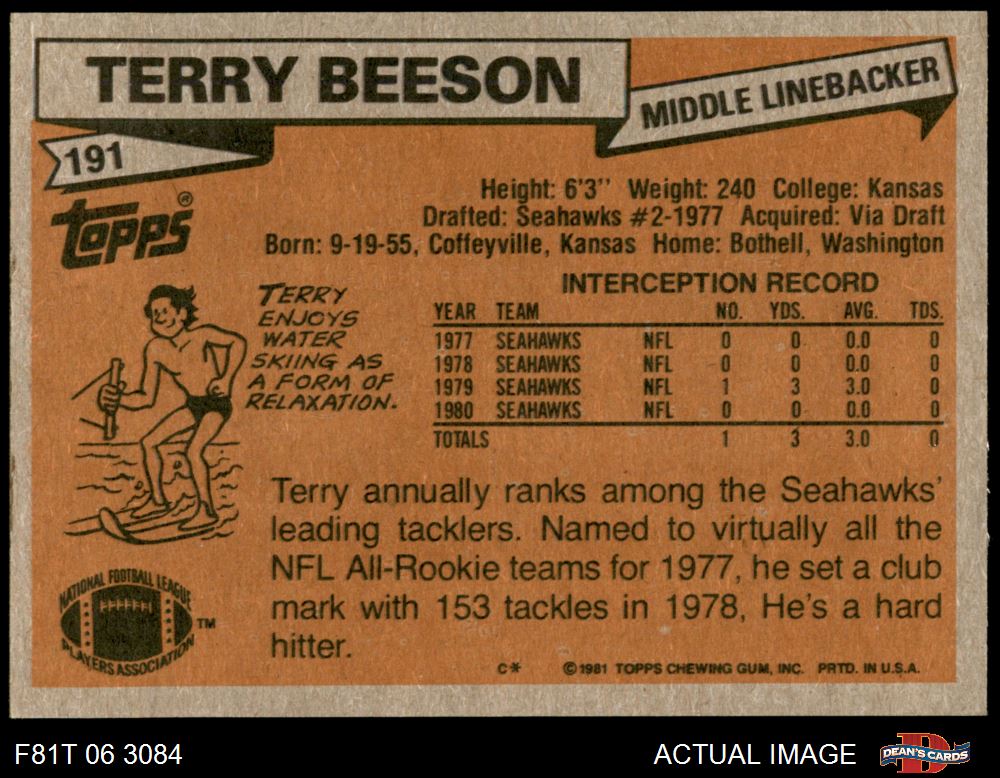 TERRY BEESON
MIDDLE LINEBACKER
191
TOPPS®
Height: 6'3" Weight: 240 College: Kansas
Drafted: Seahawks #2-1977 Acquired: Via Draft
Born: 9-19-55, Coffeyville, Kansas Home: Bothell, Washington
TERRY
ENJOYS
WATER
SKIING AS
A FORM OF
RELAXATION.
INTERCEPTION RECORD
YEAR TEAM NO. YDS. AVG. TDS.
1977 SEAHAWKS NFL 0 0 0.0 0
1978 SEAHAWKS NFL 0 0 0.0 0
1979 SEAHAWKS NFL 1 3 3.0 0
1980 SEAHAWKS NFL 0 0 0.0 0
TOTALS 1 3 3.0 0
Terry annually ranks among the Seahawks'
leading tacklers. Named to virtually all the
NFL All-Rookie teams for 1977, he set a club
mark with 153 tackles in 1978, He's a hard
hitter.
NATIONAL FOOTBALL LEAGUE
PLAYERS ASSOCIATION
TM
C* ©1981 TOPPS CHEWING GUM, INC. PRTD. IN U.S.A.
F81T 06 3084
ACTUAL IMAGE
D
DEAN'S CARDS